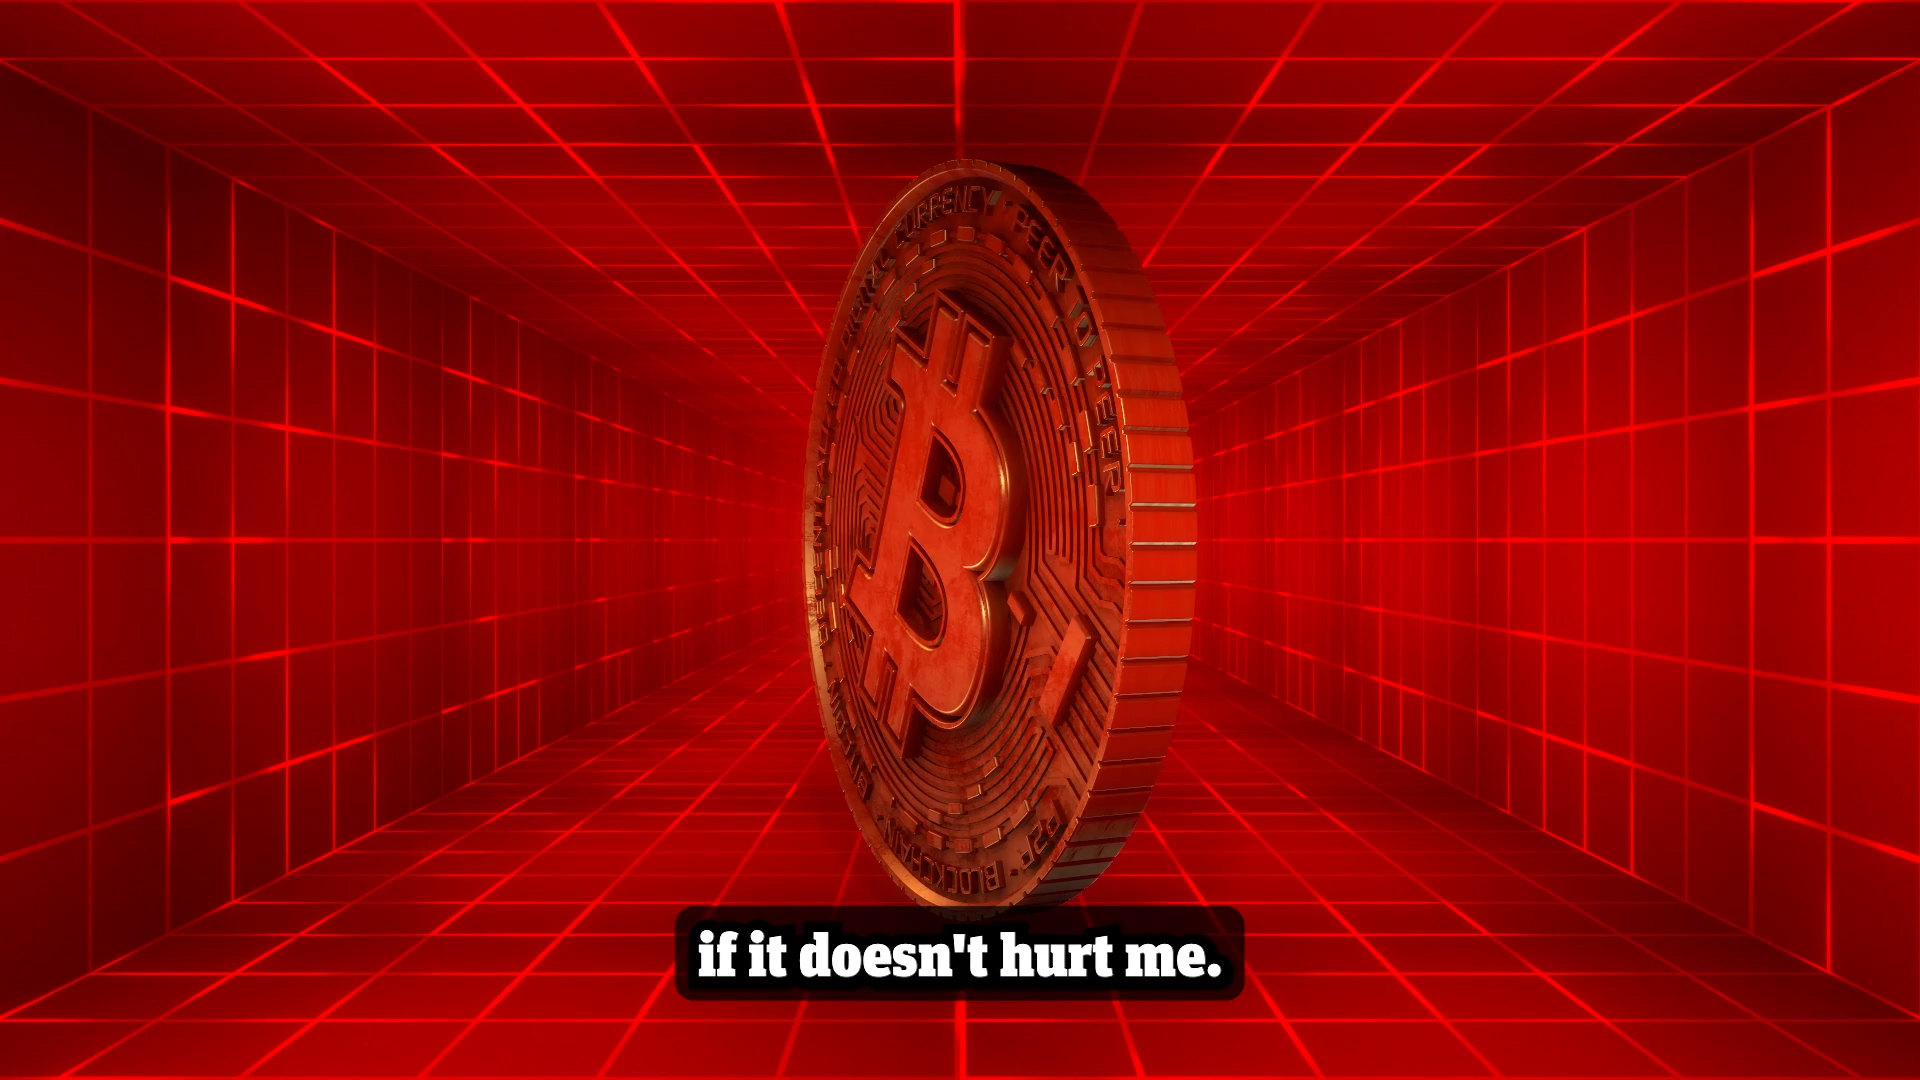 CURRENCY · PEER TO PEER ·
P2P · BLOCKCHAIN
if it doesn't hurt me.